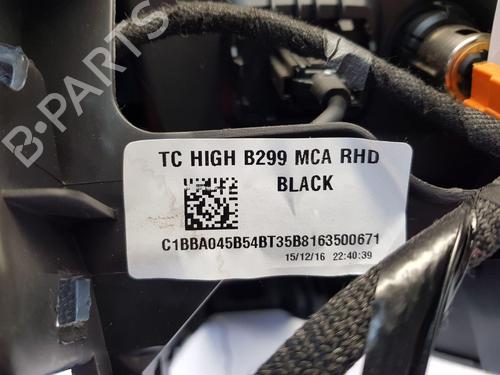 B-PARTS
TC HIGH B299 MCA RHD
BLACK
C1BBA045B54BT35B8163500671
15/12/16 22:40:39